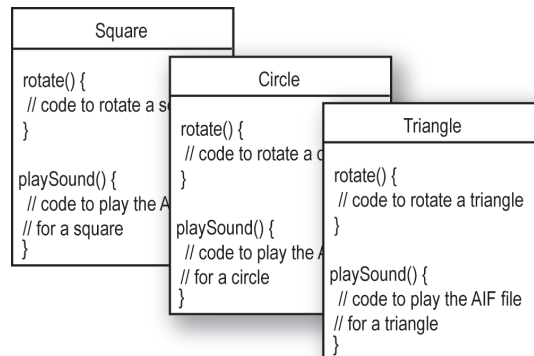 Square
rotate() {
// code to rotate a
}
playSound() {
// code to play the
// for a square
}
Circle
rotate() {
// code to rotate a
}
playSound() {
// code to play the
// for a circle
}
Triangle
rotate() {
// code to rotate a triangle
}
playSound() {
// code to play the AIF file
// for a triangle
}